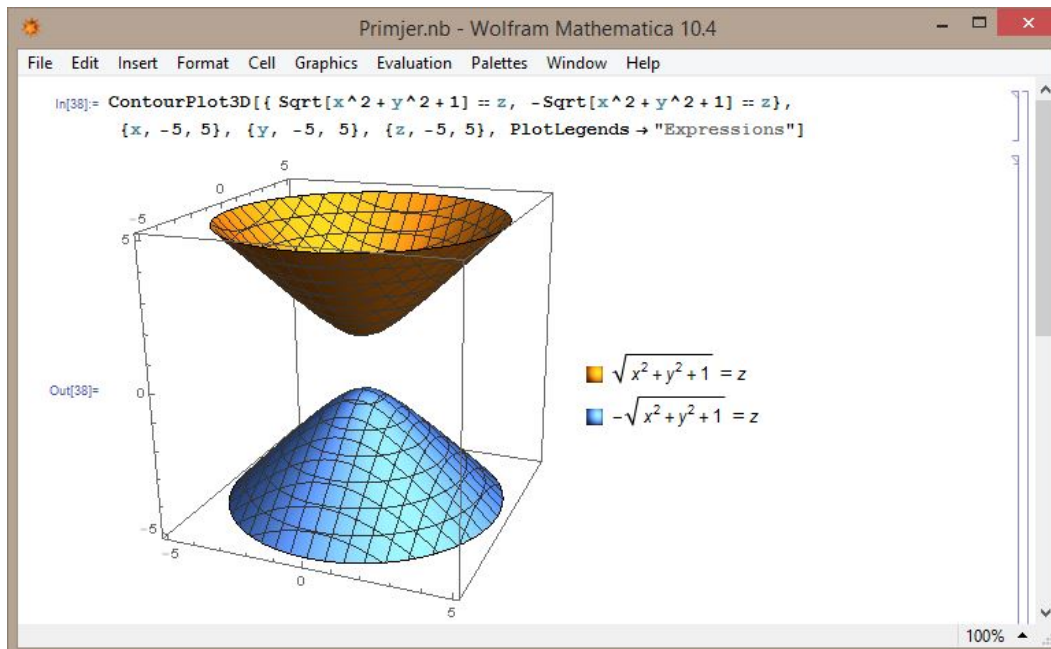 Primjer.nb - Wolfram Mathematica 10.4
File Edit Insert Format Cell Graphics Evaluation Palettes Window Help
In[38]:= ContourPlot3D[{ Sqrt[x^2 + y^2 + 1] == z, -Sqrt[x^2 + y^2 + 1] == z},
{x, -5, 5}, {y, -5, 5}, {z, -5, 5}, PlotLegends → "Expressions"]
5
0
-5
5
Out[38]=
0
-5
-5
0
5
√(x² + y² + 1) = z
-√(x² + y² + 1) = z
100%